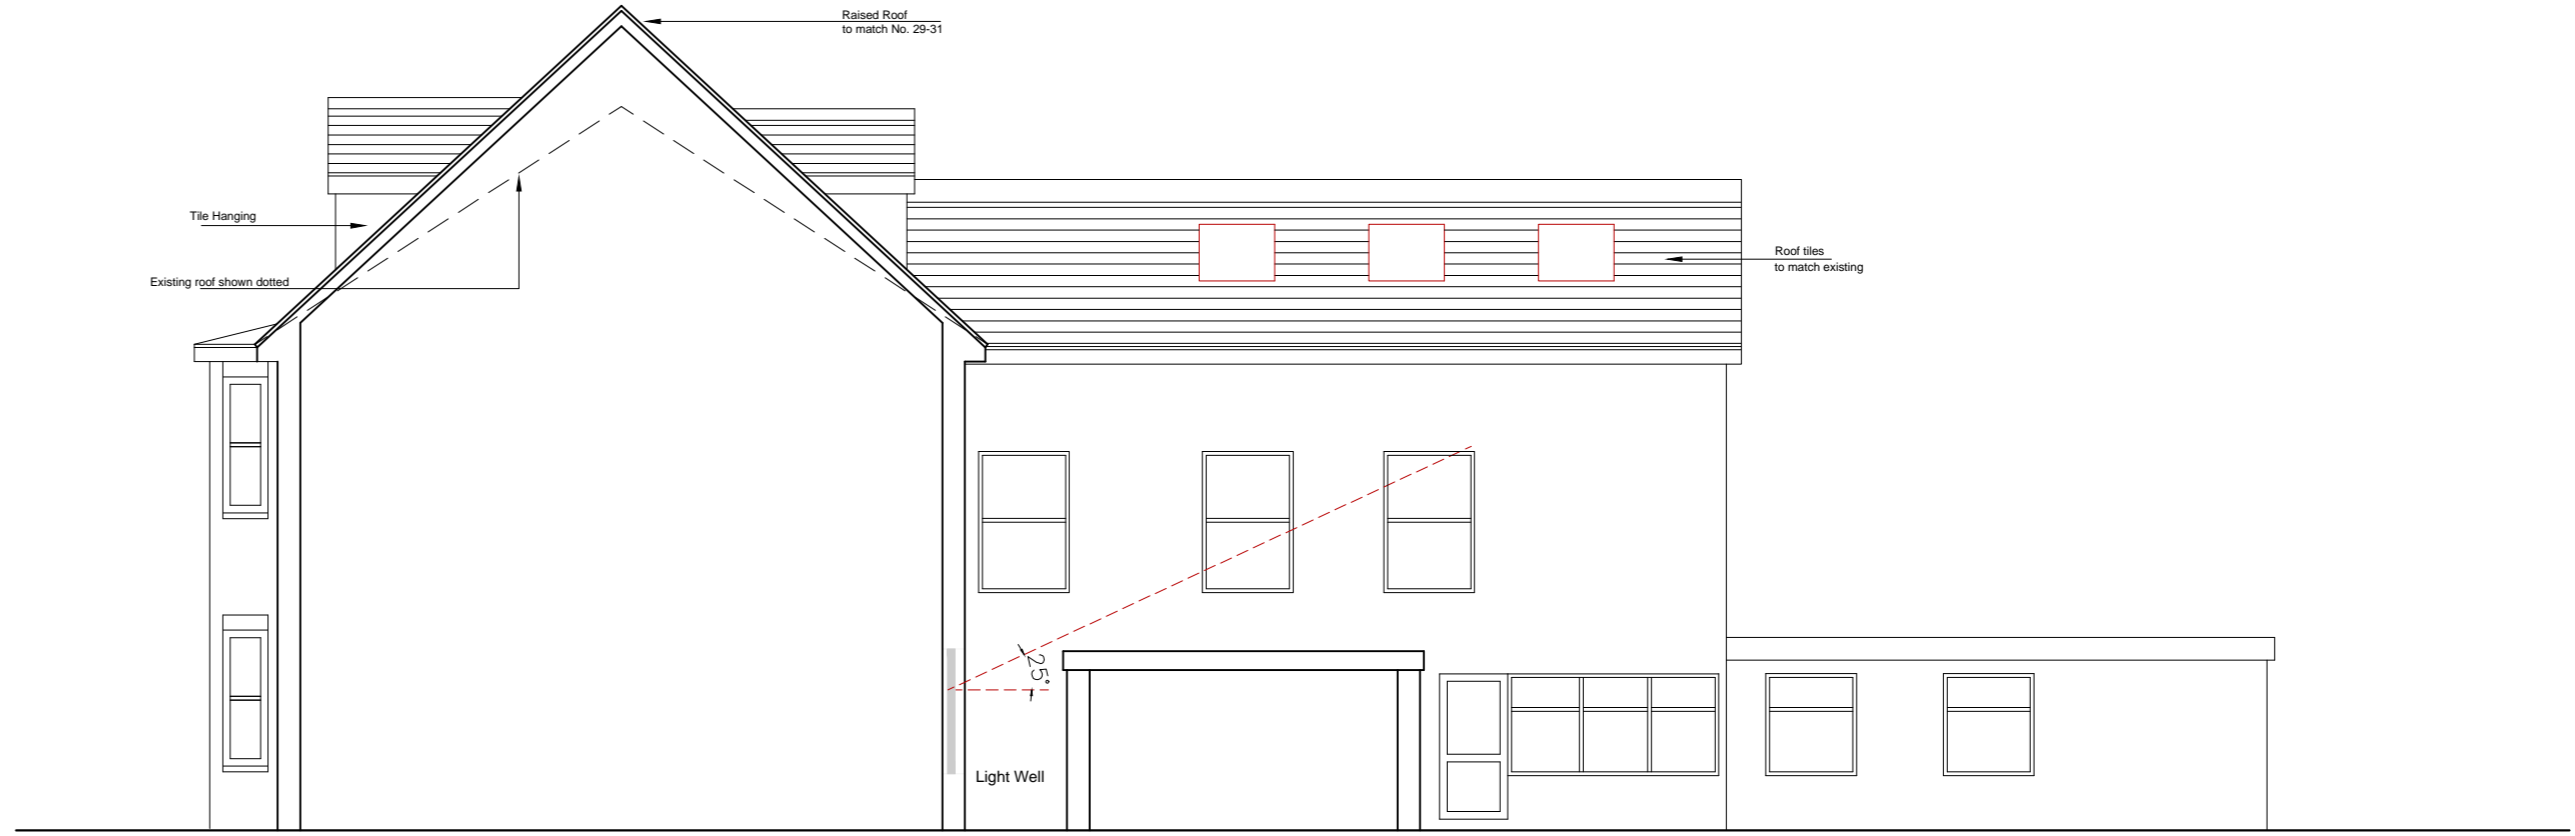 Raised Roof
to match No. 29-31
Tile Hanging
Existing roof shown dotted
Roof tiles
to match existing
25°
Light Well